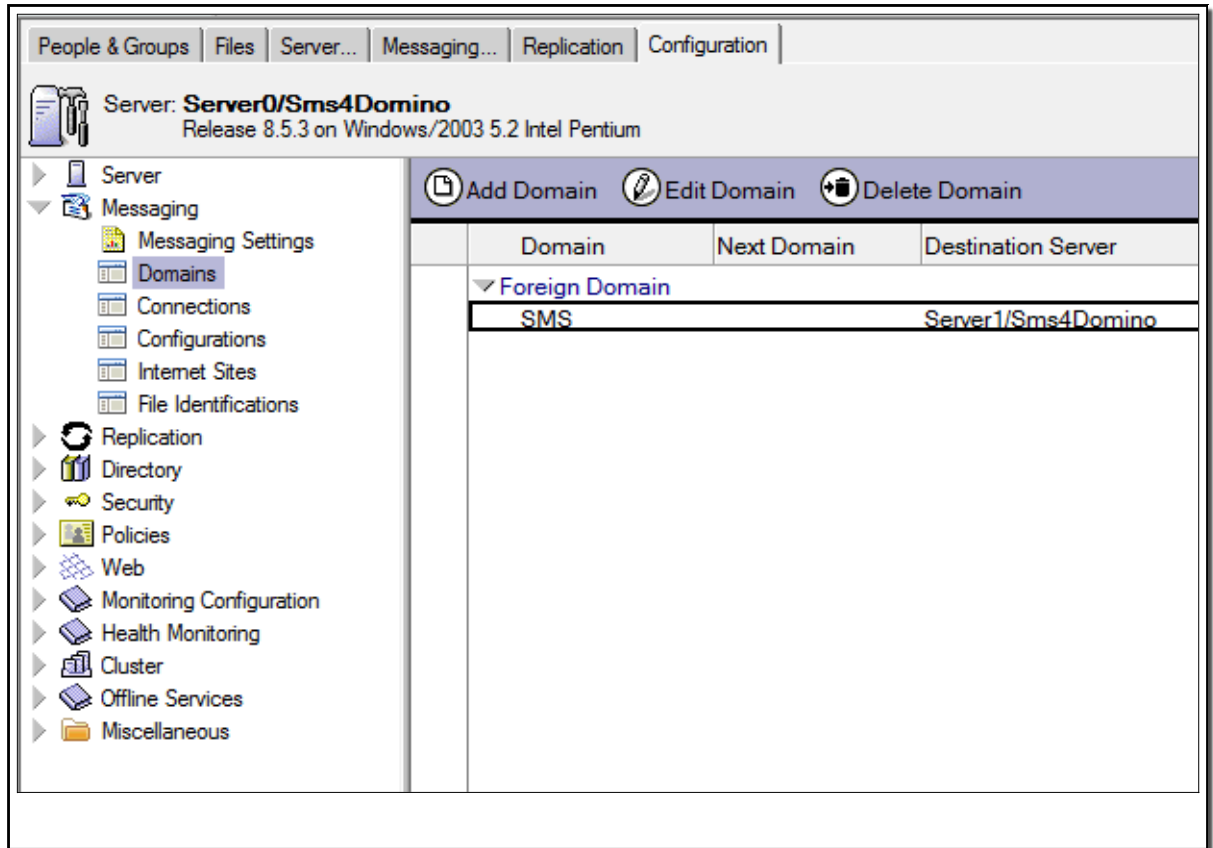 People & Groups Files Server... Messaging... Replication Configuration
Server: Server0/Sms4Domino
Release 8.5.3 on Windows/2003 5.2 Intel Pentium
Server
Messaging
Messaging Settings
Domains
Connections
Configurations
Internet Sites
File Identifications
Replication
Directory
Security
Policies
Web
Monitoring Configuration
Health Monitoring
Cluster
Offline Services
Miscellaneous
Add Domain Edit Domain Delete Domain
Domain Next Domain Destination Server
Foreign Domain
SMS Server1/Sms4Domino